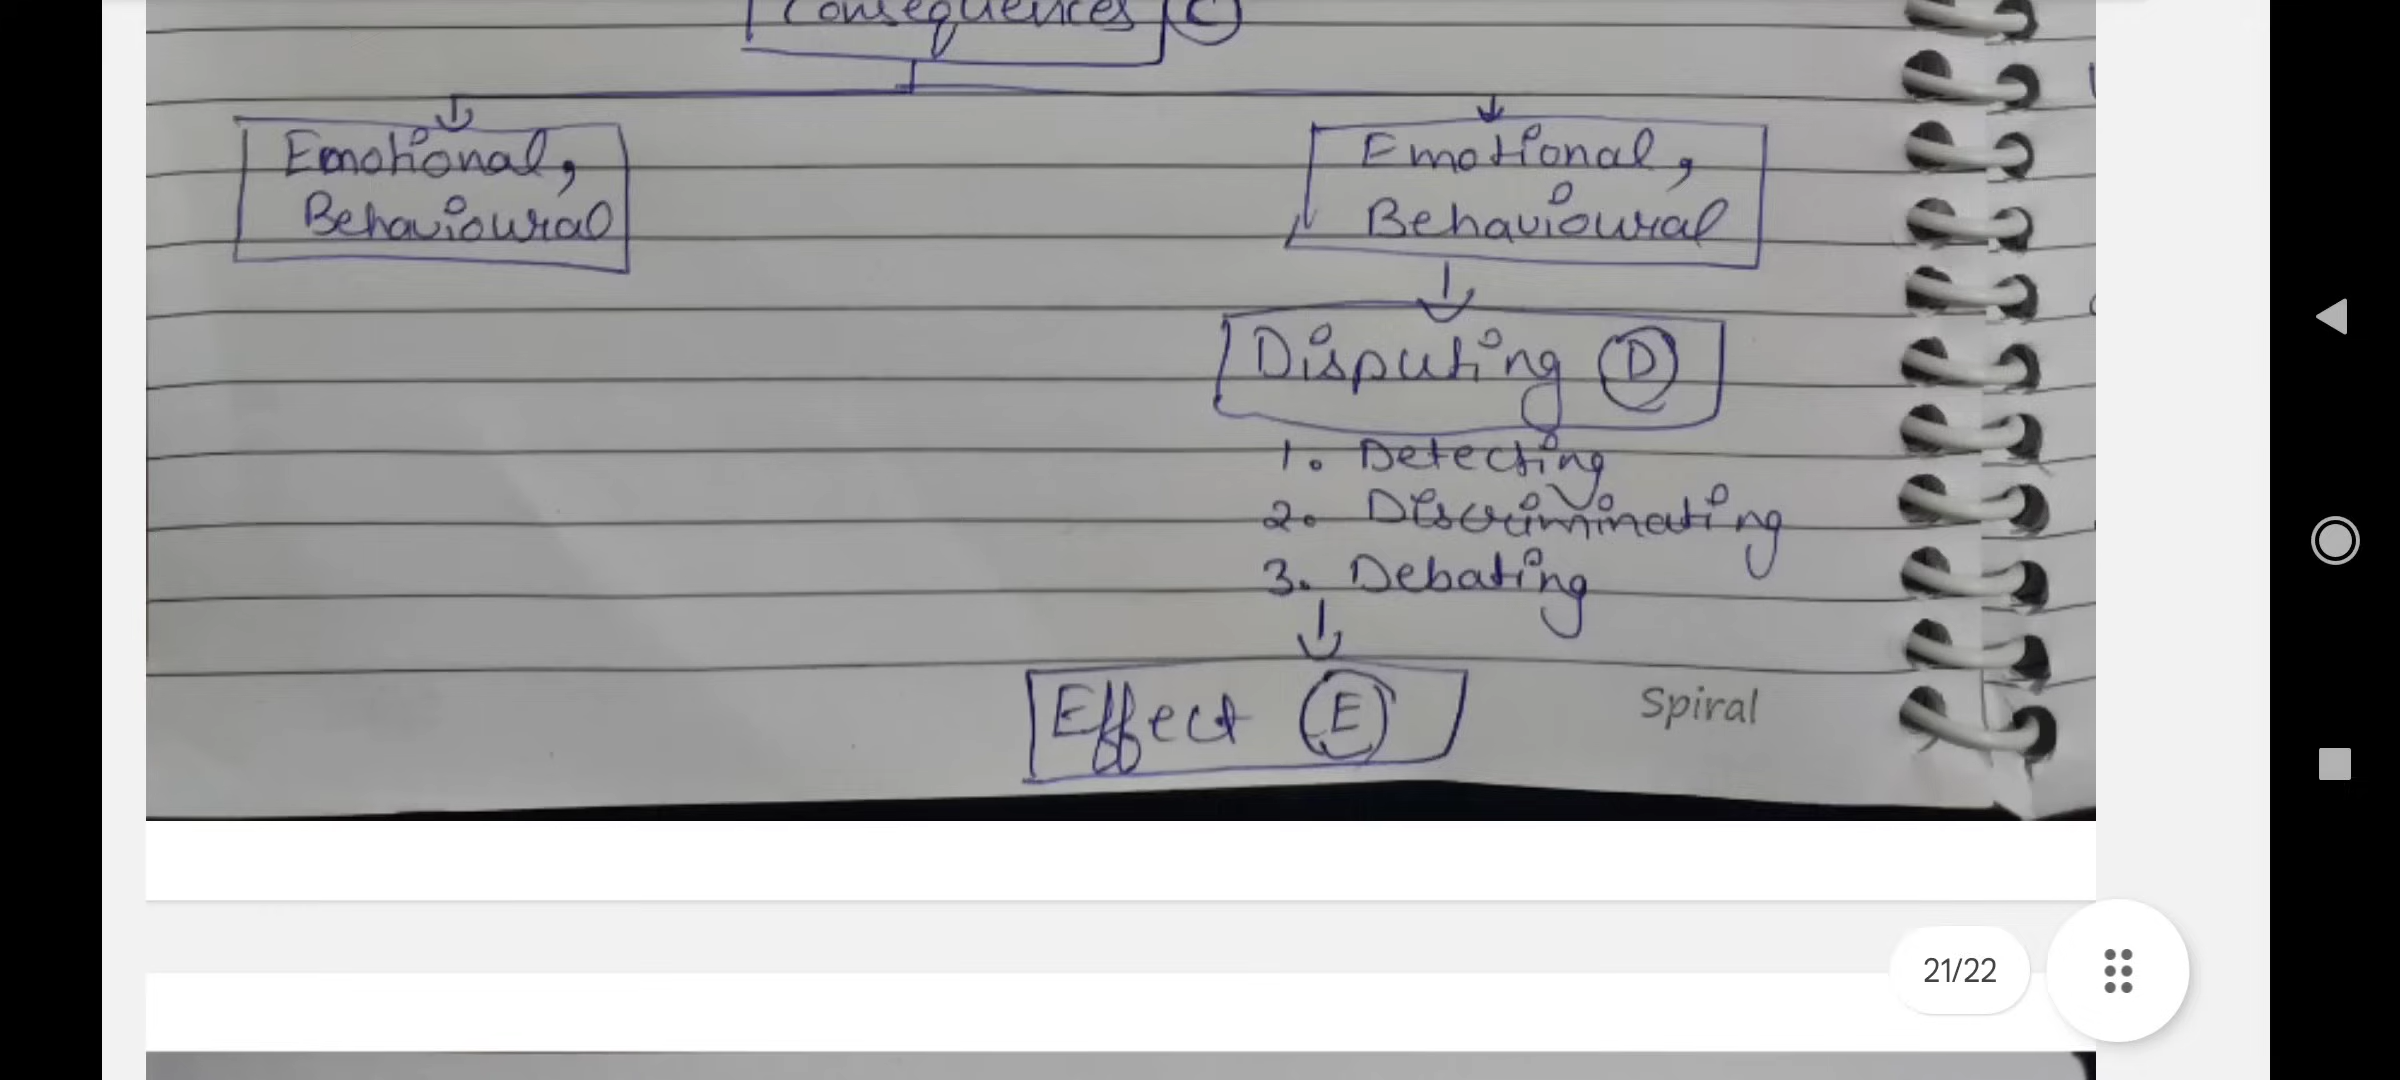 Consequences C
Emotional,
Behavioural
Emotional,
Behavioural
Disputing D
1. Detecting
2. Discriminating
3. Debating
Effect E
Spiral
21/22